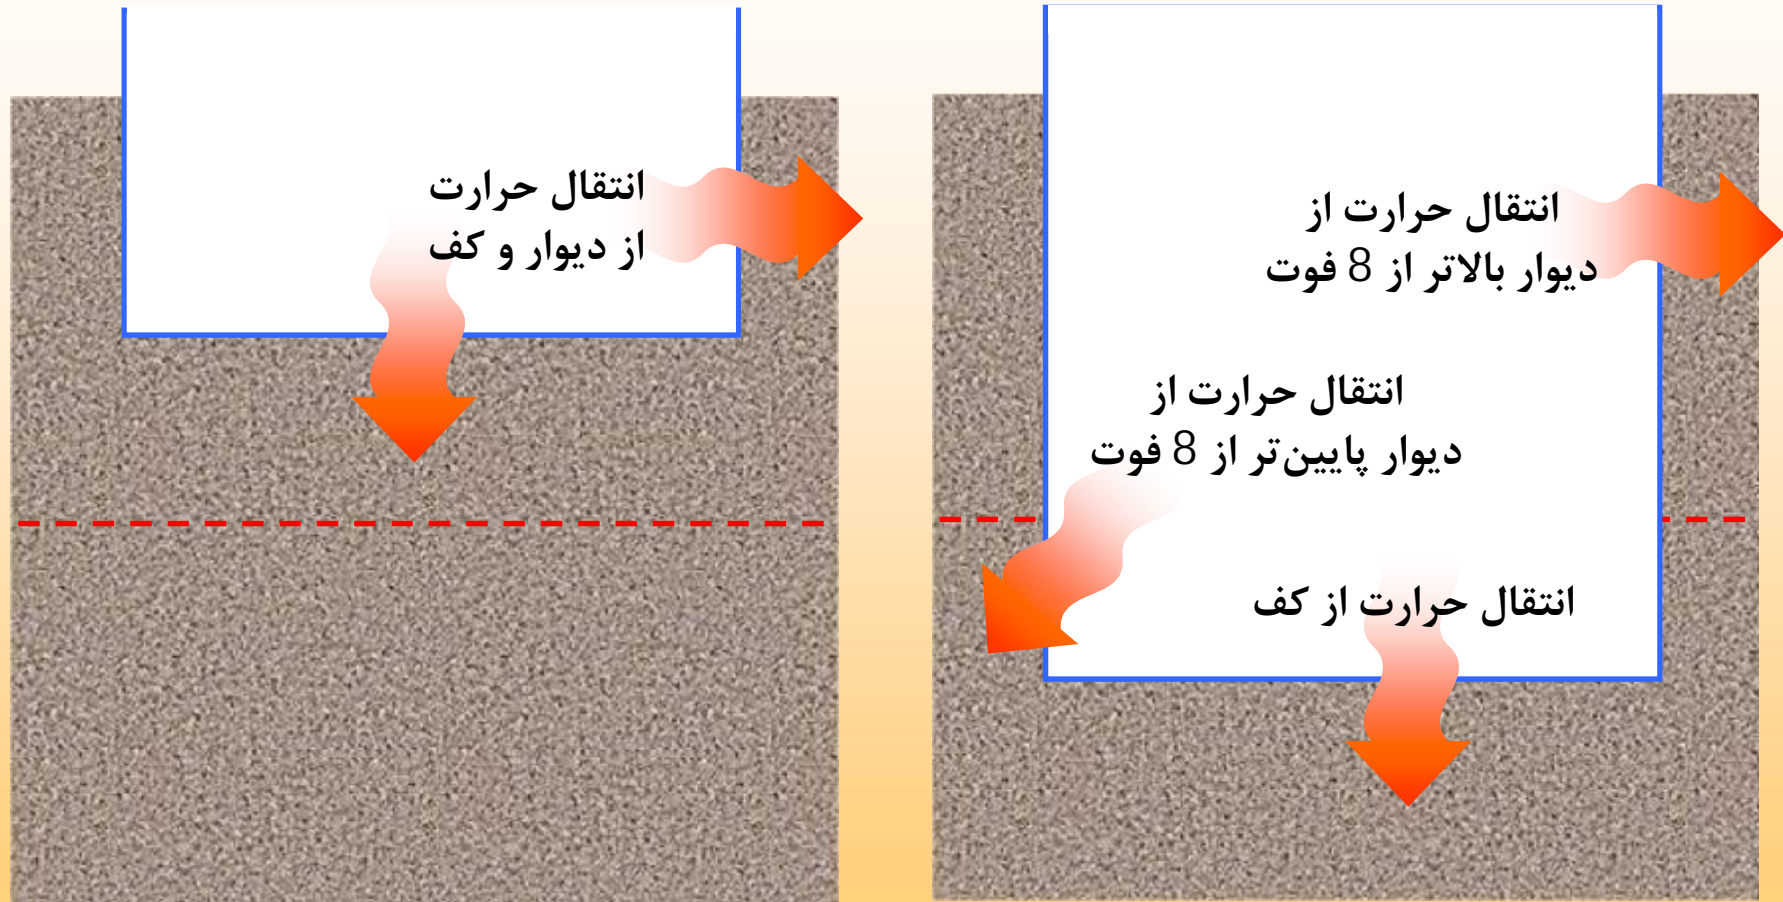 انتقال حرارت
از دیوار و کف
انتقال حرارت از
دیوار بالاتر از 8 فوت
انتقال حرارت از
دیوار پایین‌تر از 8 فوت
انتقال حرارت از کف